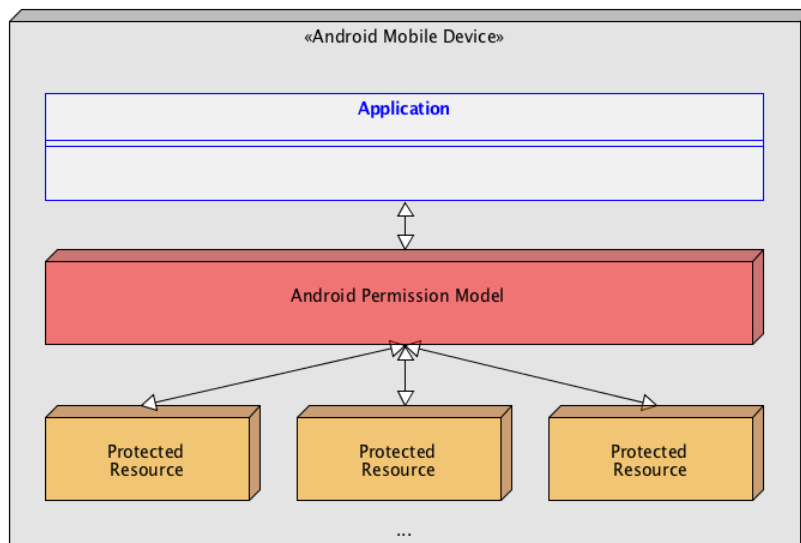 «Android Mobile Device»
Application
Android Permission Model
Protected
Resource
Protected
Resource
Protected
Resource
...